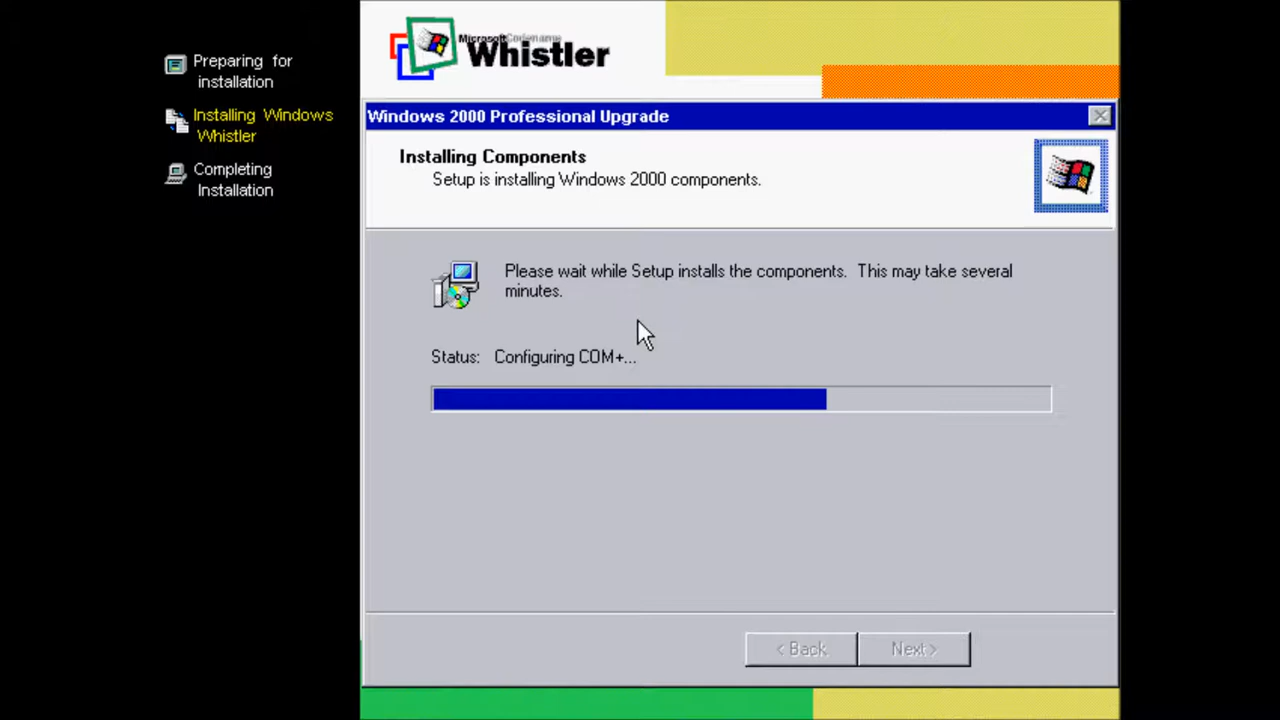 Preparing for
installation
Installing Windows
Whistler
Completing
Installation
Microsoft Codename
Whistler
Windows 2000 Professional Upgrade
Installing Components
Setup is installing Windows 2000 components.
Please wait while Setup installs the components. This may take several
minutes.
Status: Configuring COM+...
< Back
Next >